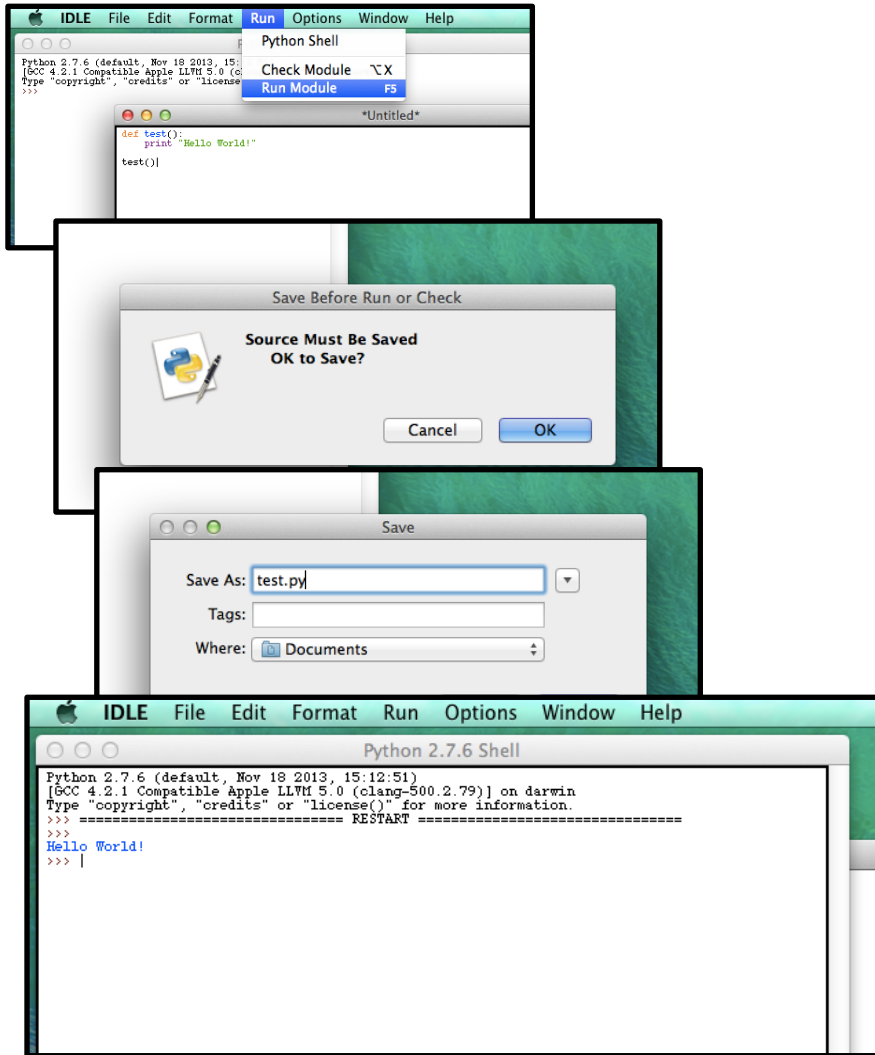 IDLE File Edit Format Run Options Window Help
Python Shell
Check Module ⌥X
Run Module F5
Python 2.7.6 (default, Nov 18 2013, 15:
[GCC 4.2.1 Compatible Apple LLVM 5.0 (c
Type "copyright", "credits" or "license
>>>
*Untitled*
def test():
    print "Hello World!"
test()
Save Before Run or Check
Source Must Be Saved
OK to Save?
Cancel OK
Save
Save As: test.py
Tags:
Where: Documents
IDLE File Edit Format Run Options Window Help
Python 2.7.6 Shell
Python 2.7.6 (default, Nov 18 2013, 15:12:51)
[GCC 4.2.1 Compatible Apple LLVM 5.0 (clang-500.2.79)] on darwin
Type "copyright", "credits" or "license()" for more information.
>>> ================================ RESTART ================================
>>>
Hello World!
>>>